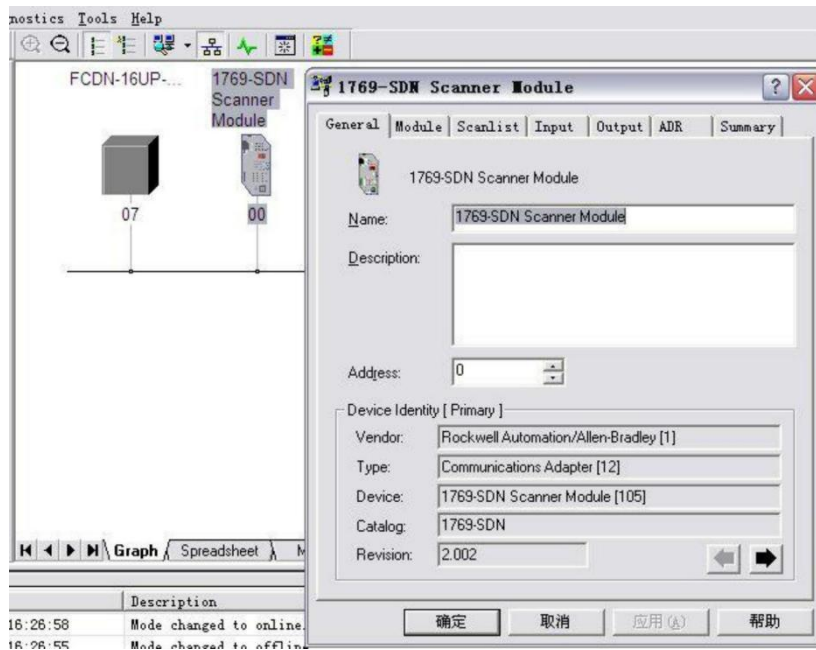 nostics Tools Help
FCDN-16UP-...
1769-SDN
Scanner
Module
07
00
1769-SDN Scanner Module
General Module Scanlist Input Output ADR Summary
1769-SDN Scanner Module
Name: 1769-SDN Scanner Module
Description:
Address: 0
Device Identity [ Primary ]
Vendor: Rockwell Automation/Allen-Bradley [1]
Type: Communications Adapter [12]
Device: 1769-SDN Scanner Module [105]
Catalog: 1769-SDN
Revision: 2.002
Graph Spreadsheet M
Description
16:26:58 Mode changed to online.
16:26:55 Mode changed to offline
确定 取消 应用(A) 帮助